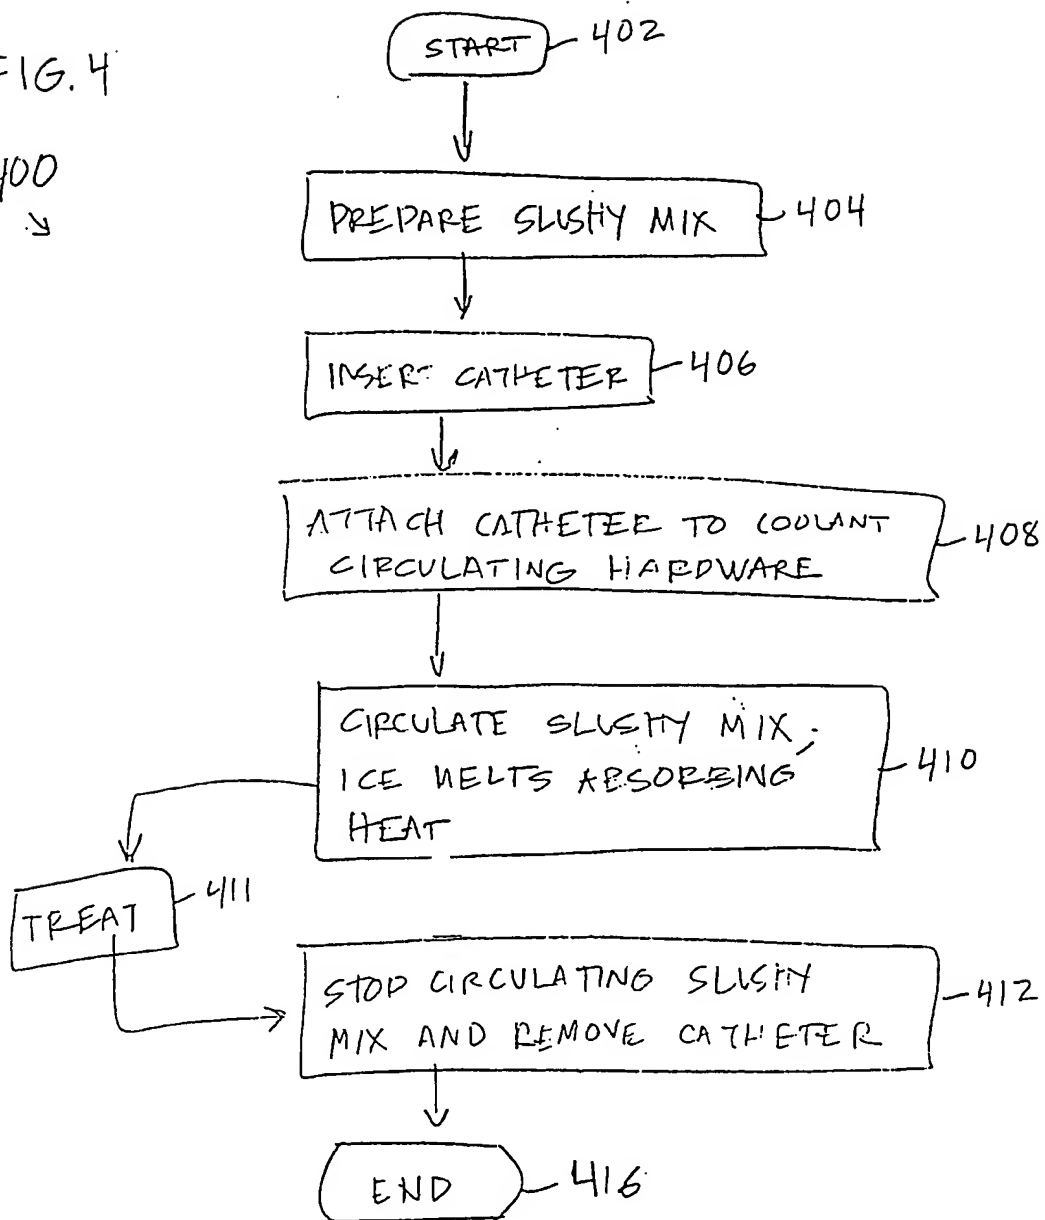 FIG. 4
START 402
400
PREPARE SLUSHY MIX 404
INSERT CATHETER 406
ATTACH CATHETER TO COOLANT 408
CIRCULATING HARDWARE
CIRCULATE SLUSHY MIX;
ICE MELTS ABSORBING 410
HEAT
TREAT 411
STOP CIRCULATING SLUSHY 412
MIX AND REMOVE CATHETER
END 416